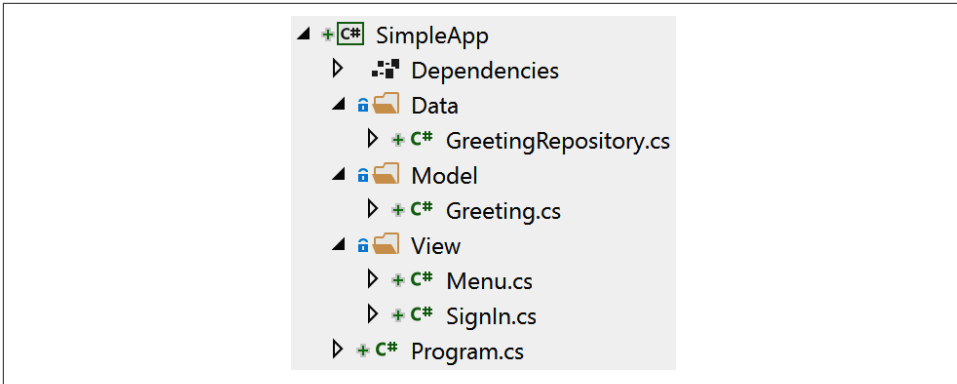 C# SimpleApp
Dependencies
Data
C# GreetingRepository.cs
Model
C# Greeting.cs
View
C# Menu.cs
C# SignIn.cs
C# Program.cs